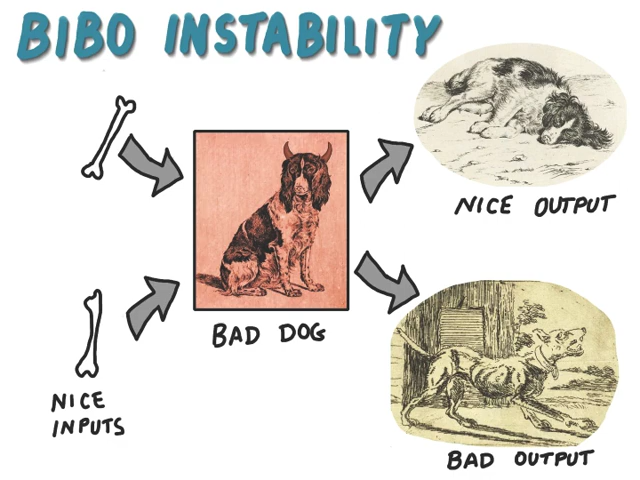 BIBO INSTABILITY
NICE OUTPUT
BAD DOG
NICE
INPUTS
BAD OUTPUT